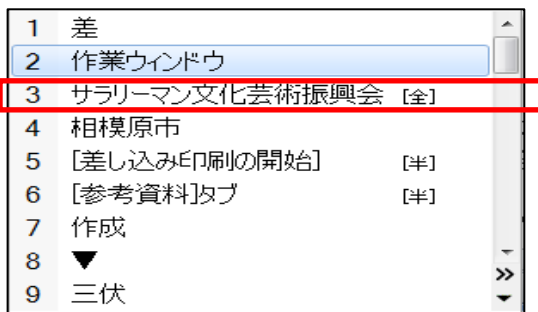 1 差
2 作業ウィンドウ
3 サラリーマン文化芸術振興会 [全]
4 相模原市
5 [差し込み印刷の開始] [半]
6 [参考資料]タブ [半]
7 作成
8 ▼
9 三伏